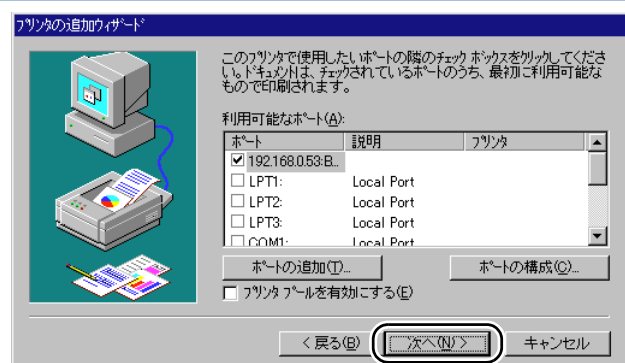 プリンタの追加ウィザード
このプリンタで使用したいポートの隣のチェック ボックスをクリックしてくださ
い。ドキュメントは、チェックされているポートのうち、最初に利用可能な
もので印刷されます。
利用可能なポート(A):
ポート 説明 プリンタ
192.168.0.53:B...
LPT1: Local Port
LPT2: Local Port
LPT3: Local Port
COM1: Local Port
ポートの追加(T)... ポートの構成(C)...
プリンタ プールを有効にする(E)
< 戻る(B) 次へ(N) > キャンセル